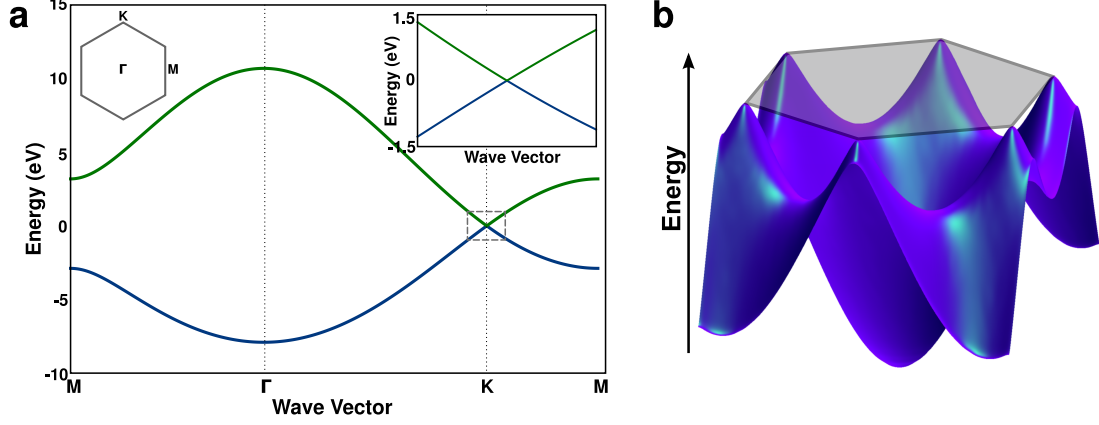 a
15
10
5
0
-5
-10
Energy (eV)
M
Γ
K
M
Wave Vector
K
Γ
M
1.5
0
-1.5
Energy (eV)
Wave Vector
b
Energy